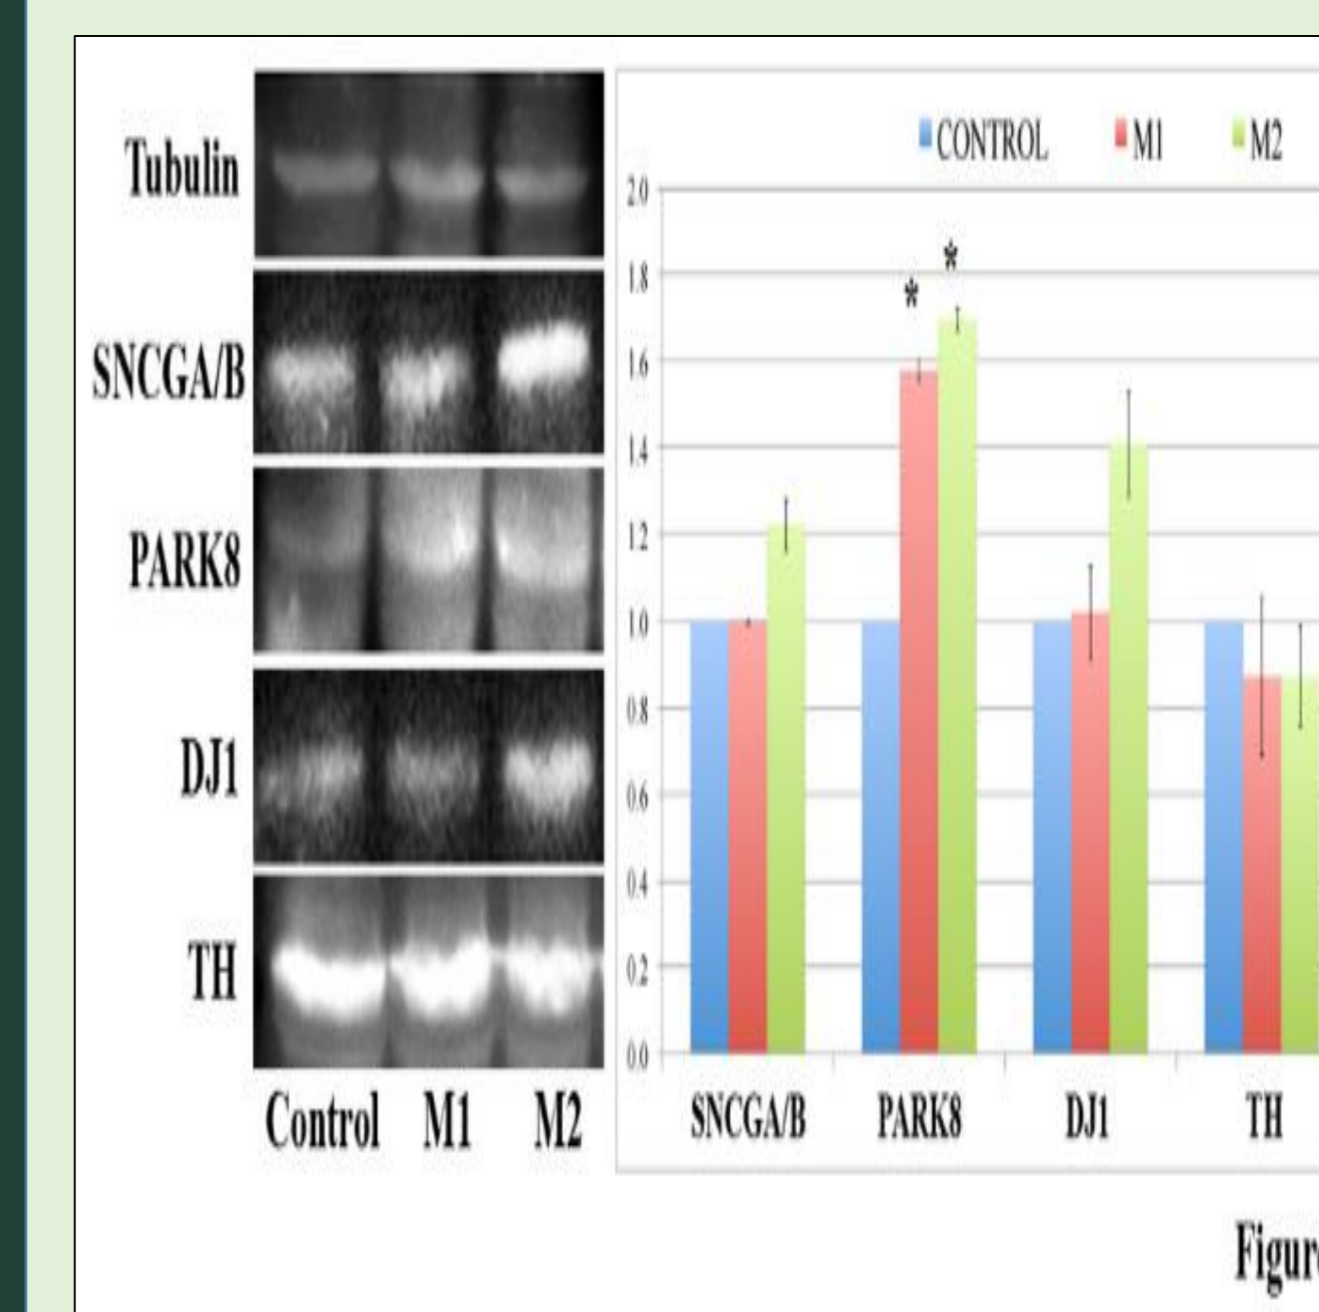 Tubulin
SNCGA/B
PARK8
DJ1
TH
Control M1 M2
CONTROL M1 M2
2.0
1.8
1.6
1.4
1.2
1.0
0.8
0.6
0.4
0.2
0.0
* *
SNCGA/B PARK8 DJ1 TH
Figur